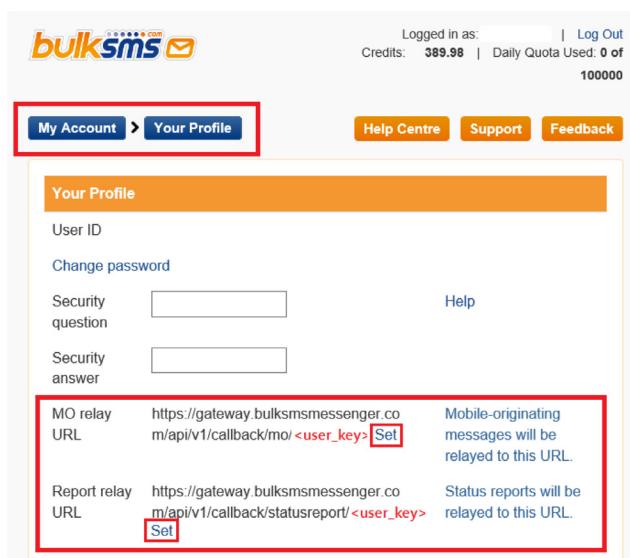 bulksms.com
Logged in as: | Log Out
Credits: 389.98 | Daily Quota Used: 0 of
100000
My Account > Your Profile
Help Centre Support Feedback
Your Profile
User ID
Change password
Security
question
Help
Security
answer
MO relay
URL
https://gateway.bulksmsmessenger.co
m/api/v1/callback/mo/<user_key> Set
Mobile-originating
messages will be
relayed to this URL.
Report relay
URL
https://gateway.bulksmsmessenger.co
m/api/v1/callback/statusreport/<user_key>
Set
Status reports will be
relayed to this URL.